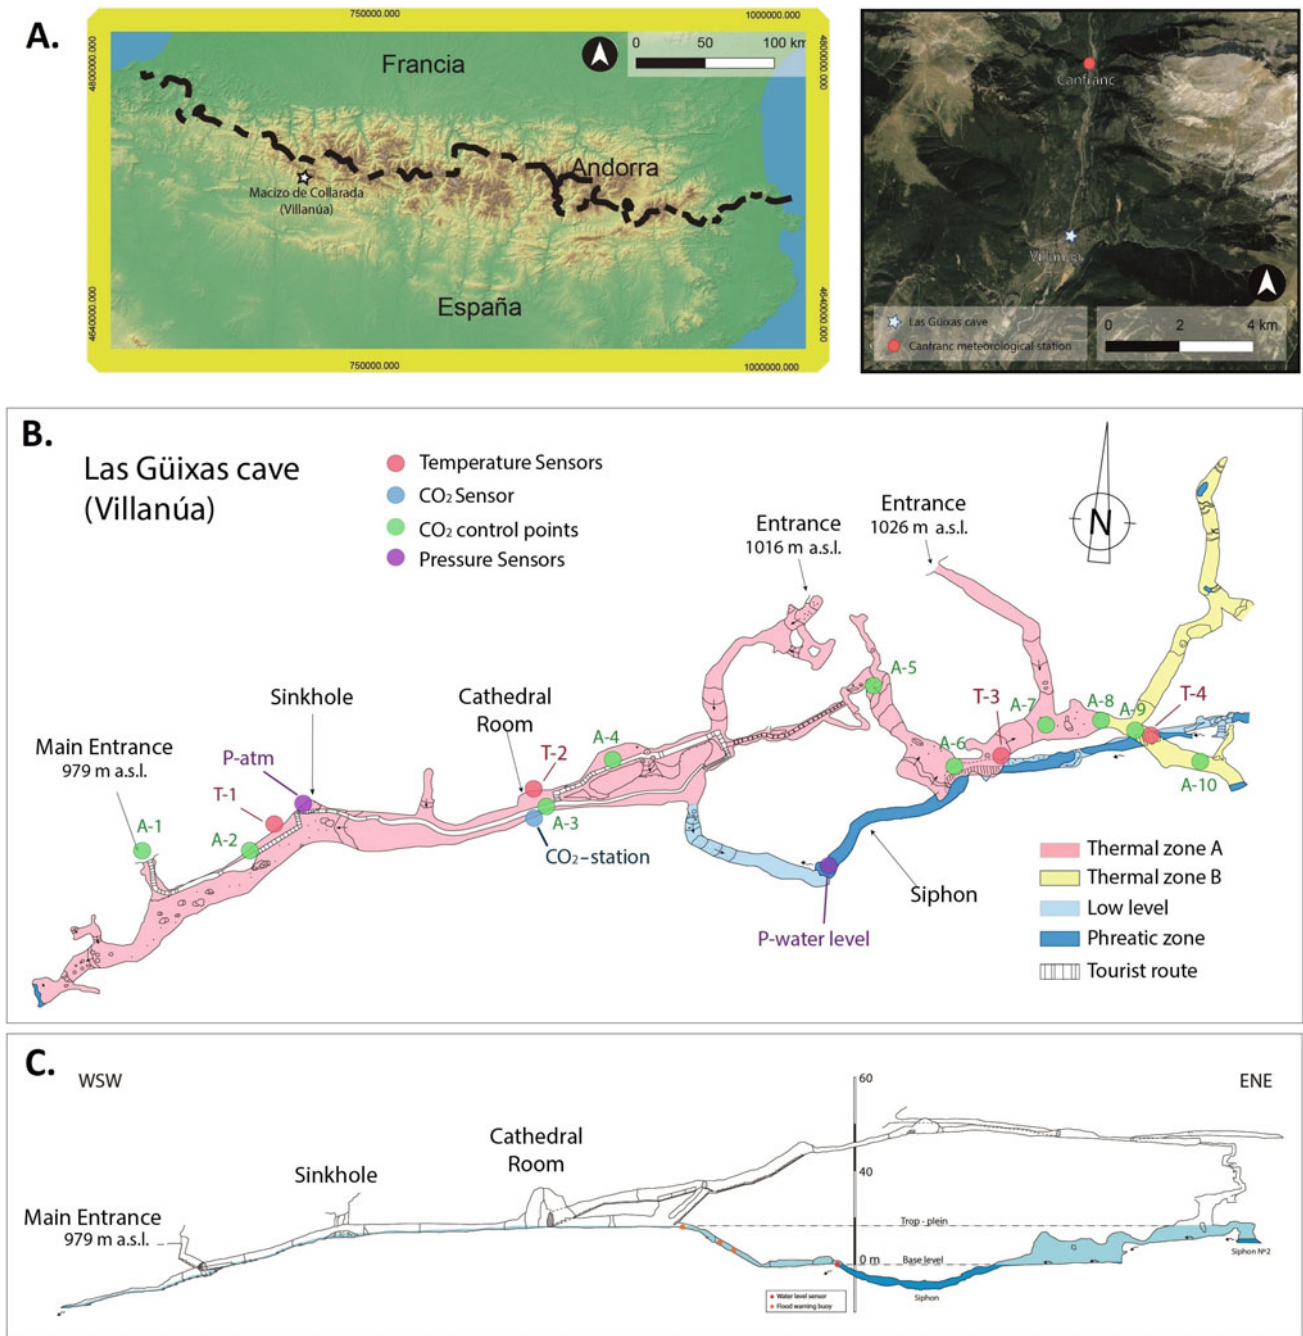 A.
750000.000
1000000.000
4800000.000
4800000.000
Francia
0 50 100 km
Andorra
Macizo de Collarada
(Villanúa)
España
4640000.000
4640000.000
750000.000
1000000.000
Canfranc
Villanúa
Las Güixas cave
Canfranc meteorological station
0 2 4 km
B.
Las Güixas cave
(Villanúa)
Temperature Sensors
CO₂ Sensor
CO₂ control points
Pressure Sensors
Entrance
1016 m a.s.l.
Entrance
1026 m a.s.l.
N
Sinkhole
Cathedral
Room
Main Entrance
979 m a.s.l.
P-atm
T-1
A-1
A-2
T-2
A-4
A-3
CO₂-station
A-5
T-3
A-7
A-8
A-9
T-4
A-6
A-10
Siphon
P-water level
Thermal zone A
Thermal zone B
Low level
Phreatic zone
Tourist route
C.
WSW
ENE
60
Cathedral
Room
Sinkhole
40
Main Entrance
979 m a.s.l.
Trop - plein
0 m
Base level
Siphon Nº2
Siphon
Water level sensor
Flood warning buoy